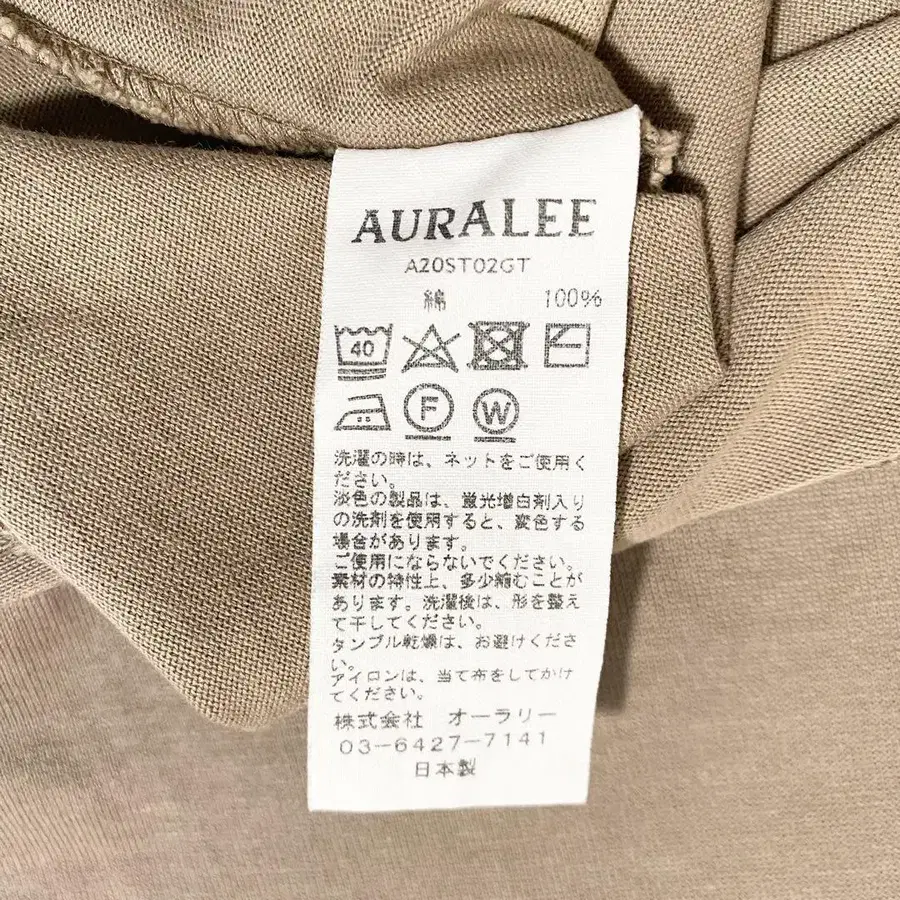 AURALEE
A20ST02GT
綿 100%
40
F W
洗濯の時は、ネットをご使用く
ださい。
淡色の製品は、蛍光増白剤入り
の洗剤を使用すると、変色する
場合があります。
ご使用にならないでください。
素材の特性上、多少縮むことが
あります。洗濯後は、形を整え
て干してください。
タンブル乾燥は、お避けくださ
い。
アイロンは、当て布をしてかけ
てください。
株式会社 オーラリー
03-6427-7141
日本製